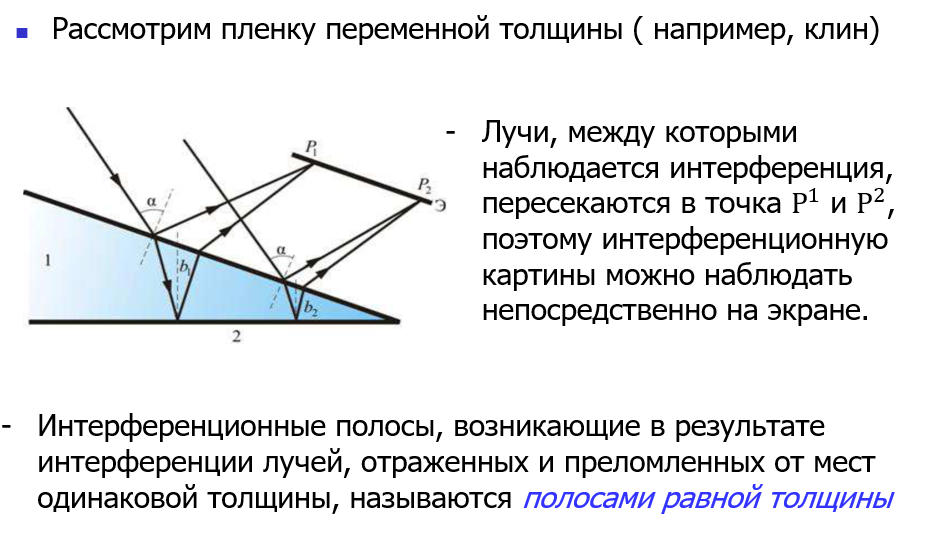 Рассмотрим пленку переменной толщины ( например, клин)
- Лучи, между которыми
наблюдается интерференция,
пересекаются в точка P¹ и P²,
поэтому интерференционную
картины можно наблюдать
непосредственно на экране.
P₁
P₂
Э
α
α
1
b₁
b₂
2
- Интерференционные полосы, возникающие в результате
интерференции лучей, отраженных и преломленных от мест
одинаковой толщины, называются полосами равной толщины